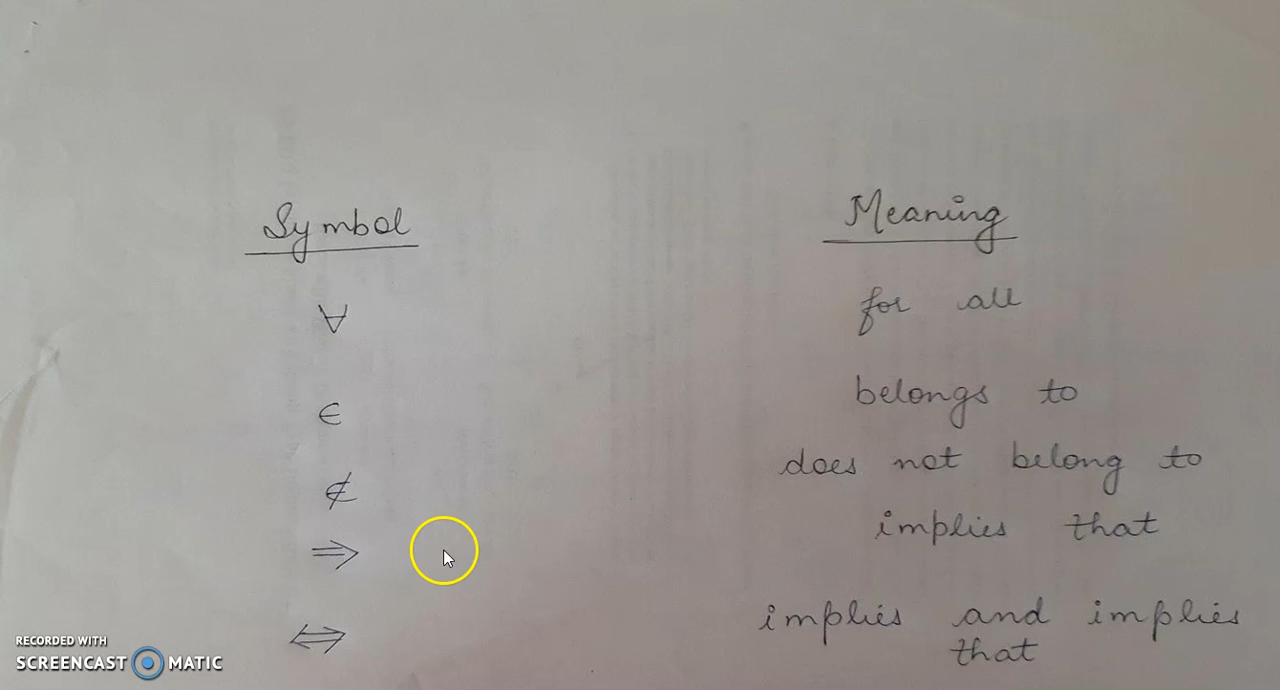 Symbol Meaning
∀ for all
∈ belongs to
∉ does not belong to
⇒ implies that
⇔ implies and implies
that
RECORDED WITH
SCREENCAST MATIC